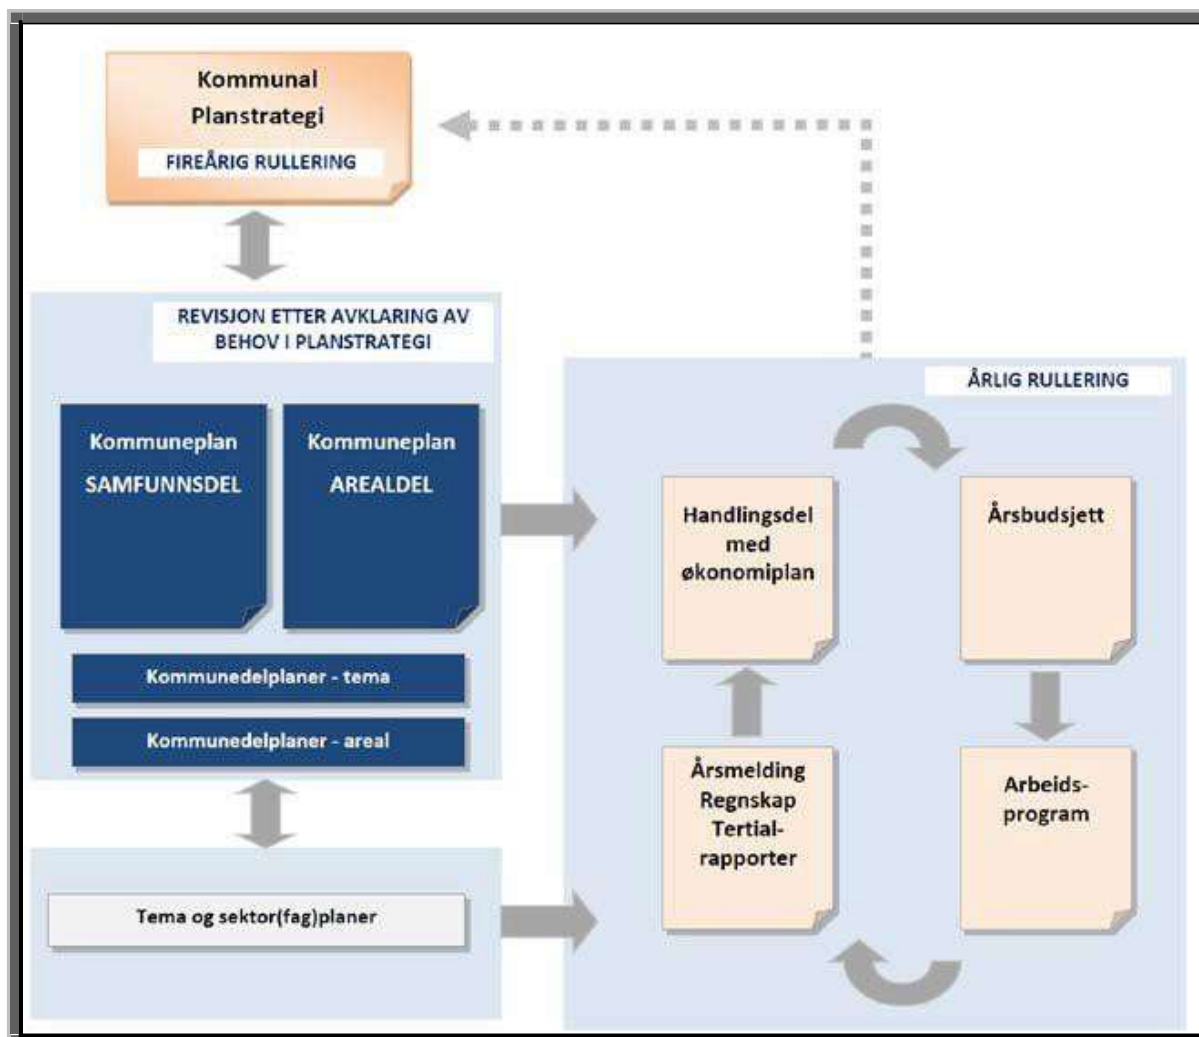 Kommunal
Planstrategi
FIREÅRIG RULLERING
REVISJON ETTER AVKLARING AV
BEHOV I PLANSTRATEGI
Kommuneplan
SAMFUNNSDEL
Kommuneplan
AREALDEL
Kommunedelplaner - tema
Kommunedelplaner - areal
Tema og sektor(fag)planer
ÅRLIG RULLERING
Handlingsdel
med
økonomiplan
Årsbudsjett
Årsmelding
Regnskap
Tertial-
rapporter
Arbeids-
program